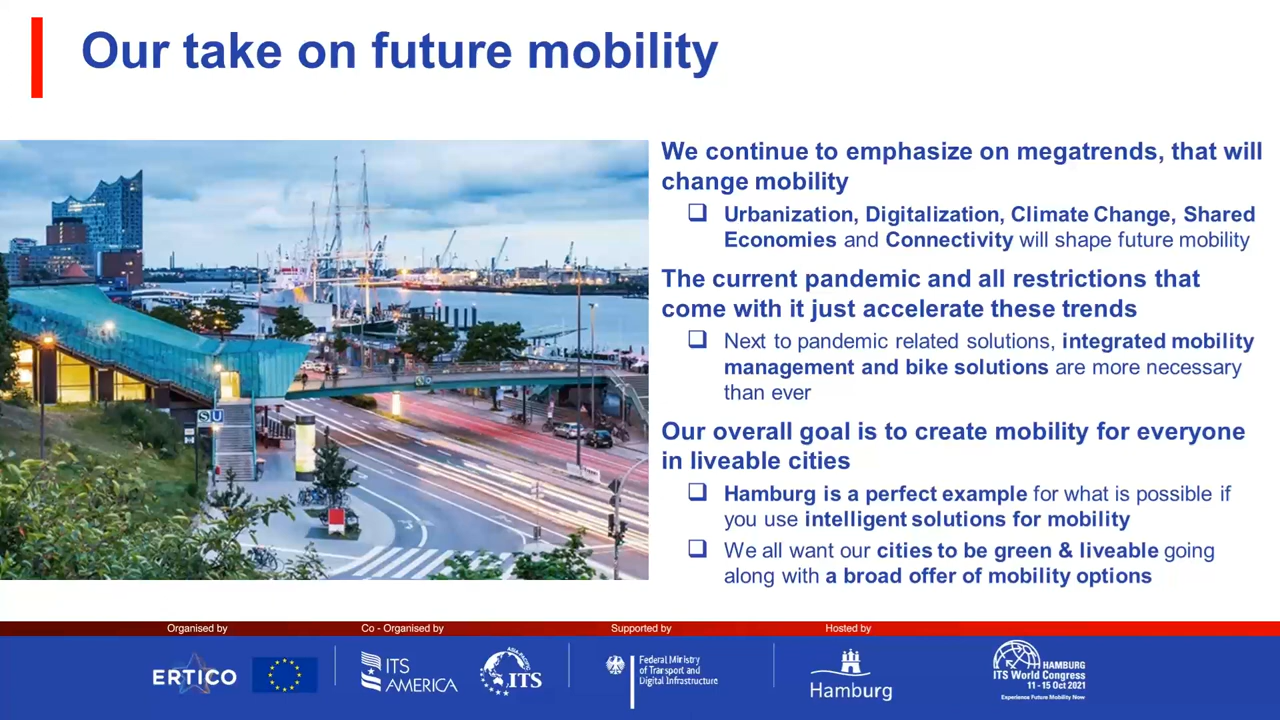 Our take on future mobility
We continue to emphasize on megatrends, that will
change mobility
Urbanization, Digitalization, Climate Change, Shared
Economies and Connectivity will shape future mobility
The current pandemic and all restrictions that
come with it just accelerate these trends
Next to pandemic related solutions, integrated mobility
management and bike solutions are more necessary
than ever
Our overall goal is to create mobility for everyone
in liveable cities
Hamburg is a perfect example for what is possible if
you use intelligent solutions for mobility
We all want our cities to be green & liveable going
along with a broad offer of mobility options
S U
Organised by
Co - Organised by
Supported by
Hosted by
ERTICO
ITS
AMERICA
ASIA-PACIFIC
ITS
Federal Ministry
of Transport and
Digital Infrastructure
Hamburg
HAMBURG
ITS World Congress
11 - 15 Oct 2021
Experience Future Mobility Now